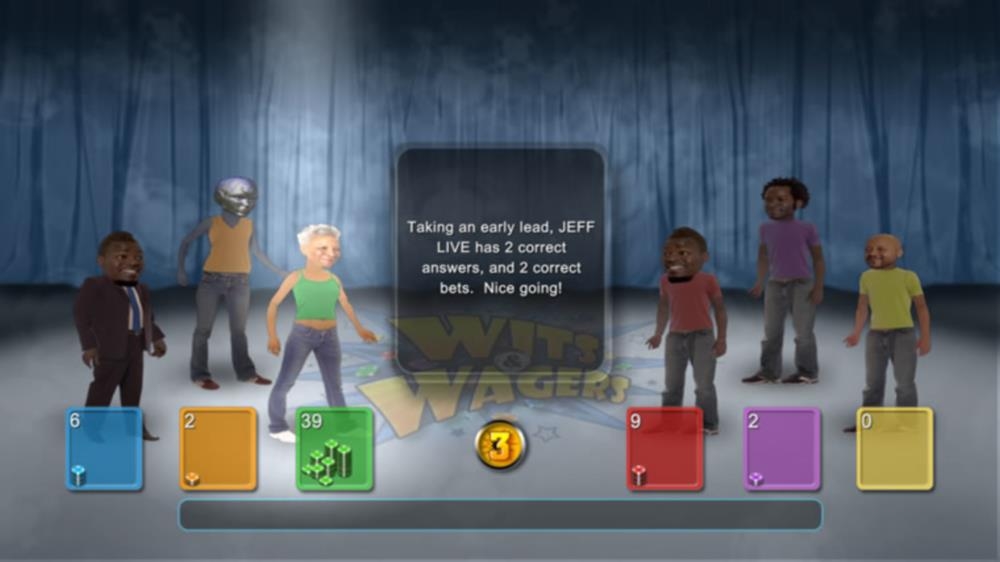 Taking an early lead, JEFF
LIVE has 2 correct
answers, and 2 correct
bets.  Nice going!
WITS
&
WAGERS
6
2
39
3
9
2
0